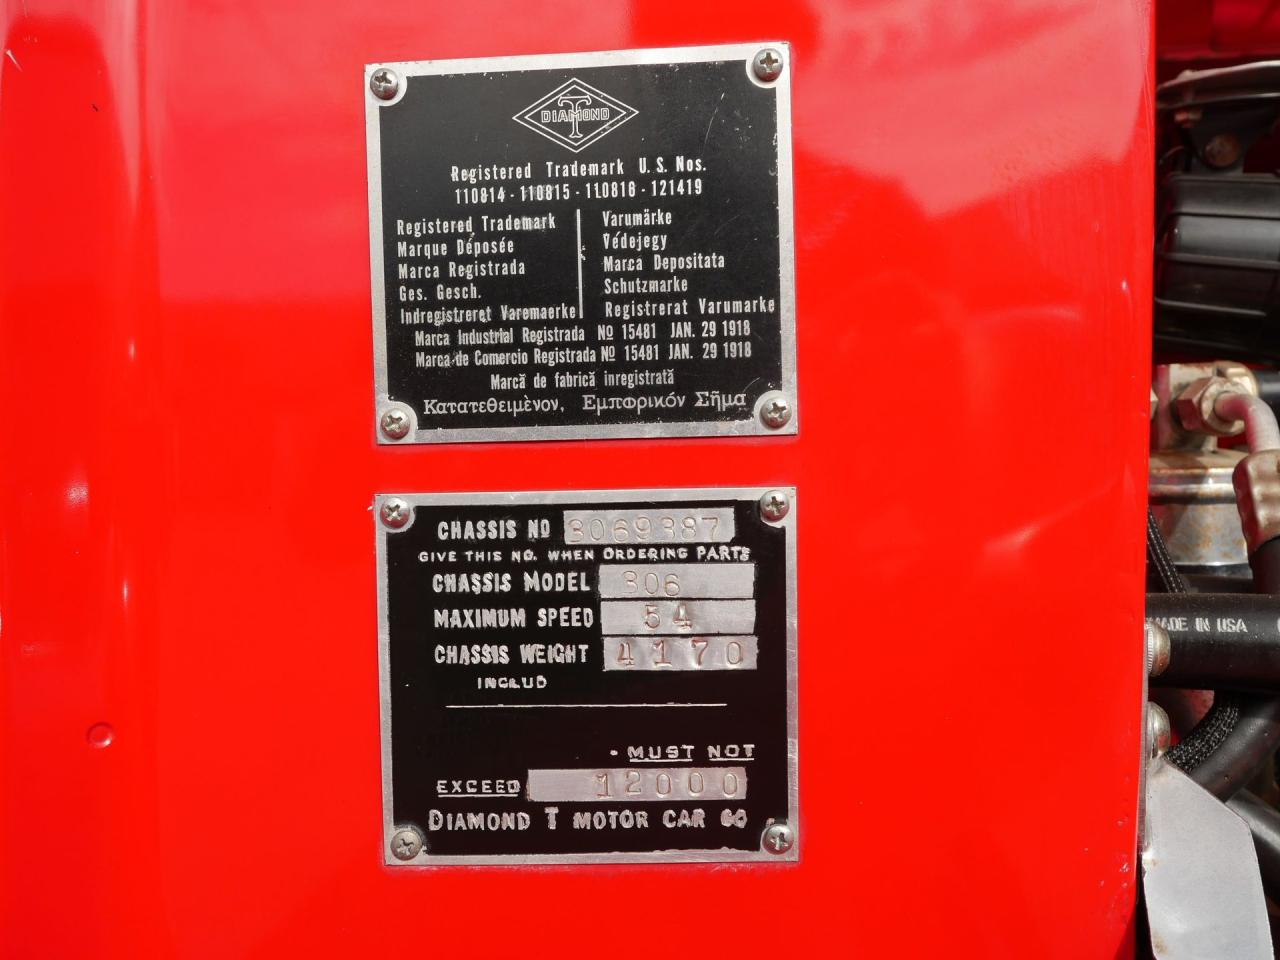 DIAMOND T
Registered Trademark U.S. Nos.
110814 - 110815 - 110816 - 121419
Registered Trademark
Marque Déposée
Marca Registrada
Ges. Gesch.
Indregistreret Varemaerke
Varumärke
Védejegy
Marca Depositata
Schutzmarke
Registrerat Varumarke
Marca Industrial Registrada Nº 15481 JAN. 29 1918
Marca de Comercio Registrada Nº 15481 JAN. 29 1918
Marcă de fabrică inregistrată
Κατατεθειμὲνον, Εμπορικόν Σῆμα
CHASSIS NO 3069387
GIVE THIS NO. WHEN ORDERING PARTS
CHASSIS MODEL 306
MAXIMUM SPEED 54
CHASSIS WEIGHT 4170
INCLUD
- MUST NOT
EXCEED 12000
DIAMOND T MOTOR CAR CO
MADE IN USA